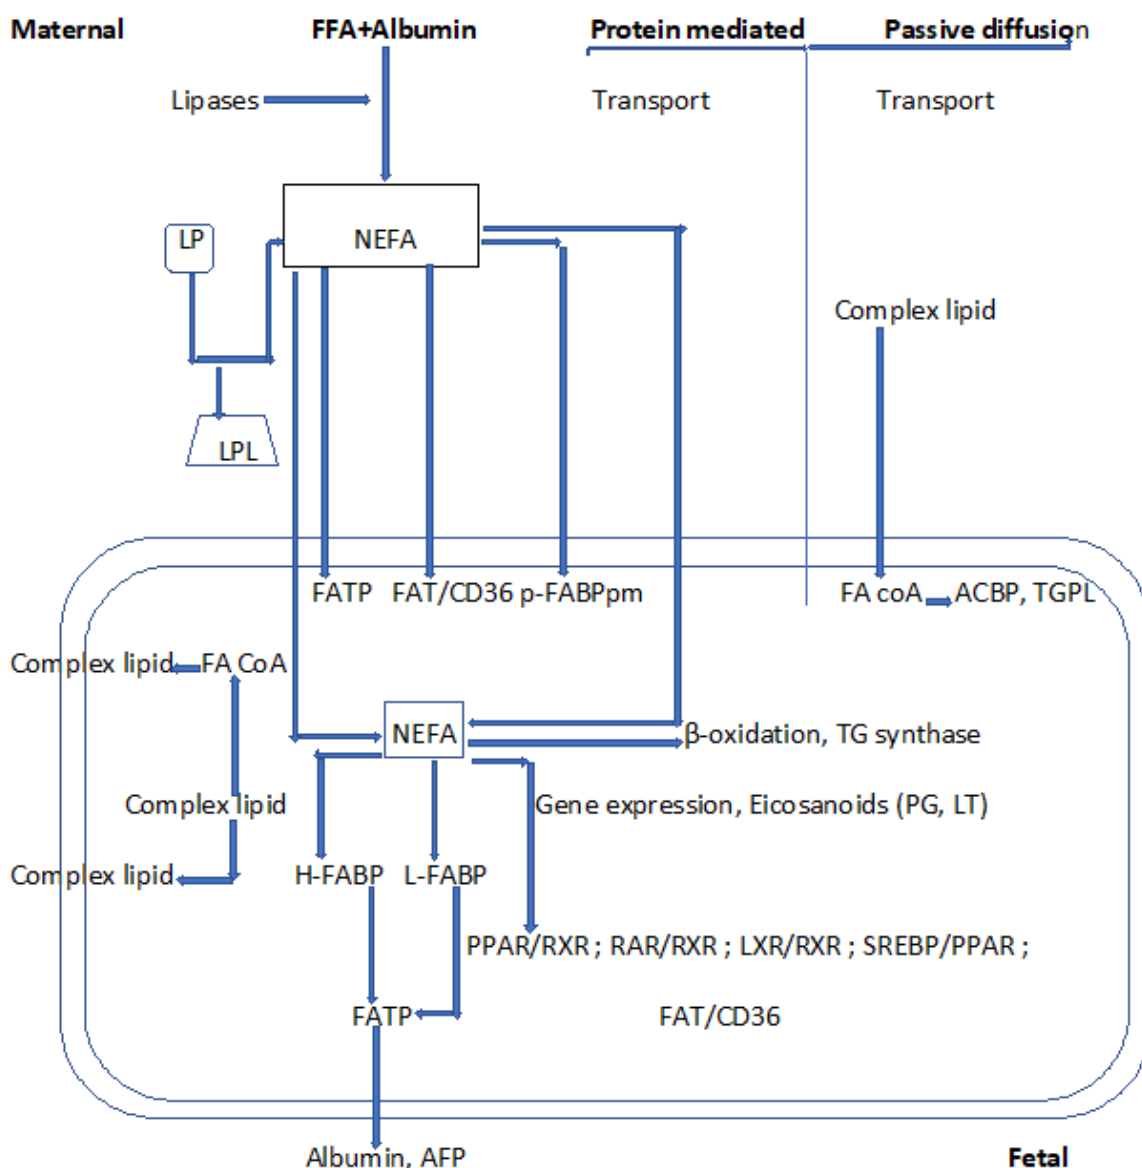 Maternal FFA+Albumin Protein mediated Passive diffusion
Lipases Transport Transport
LP NEFA
Complex lipid
LPL
FATP FAT/CD36 p-FABPpm FA coA ACBP, TGPL
Complex lipid FA CoA
NEFA β-oxidation, TG synthase
Complex lipid Gene expression, Eicosanoids (PG, LT)
Complex lipid H-FABP L-FABP
PPAR/RXR ; RAR/RXR ; LXR/RXR ; SREBP/PPAR ;
FATP FAT/CD36
Albumin, AFP Fetal